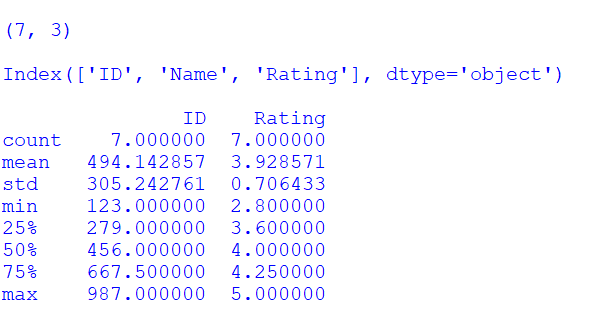 (7, 3)
Index(['ID', 'Name', 'Rating'], dtype='object')
ID Rating
count 7.000000 7.000000
mean 494.142857 3.928571
std 305.242761 0.706433
min 123.000000 2.800000
25% 279.000000 3.600000
50% 456.000000 4.000000
75% 667.500000 4.250000
max 987.000000 5.000000